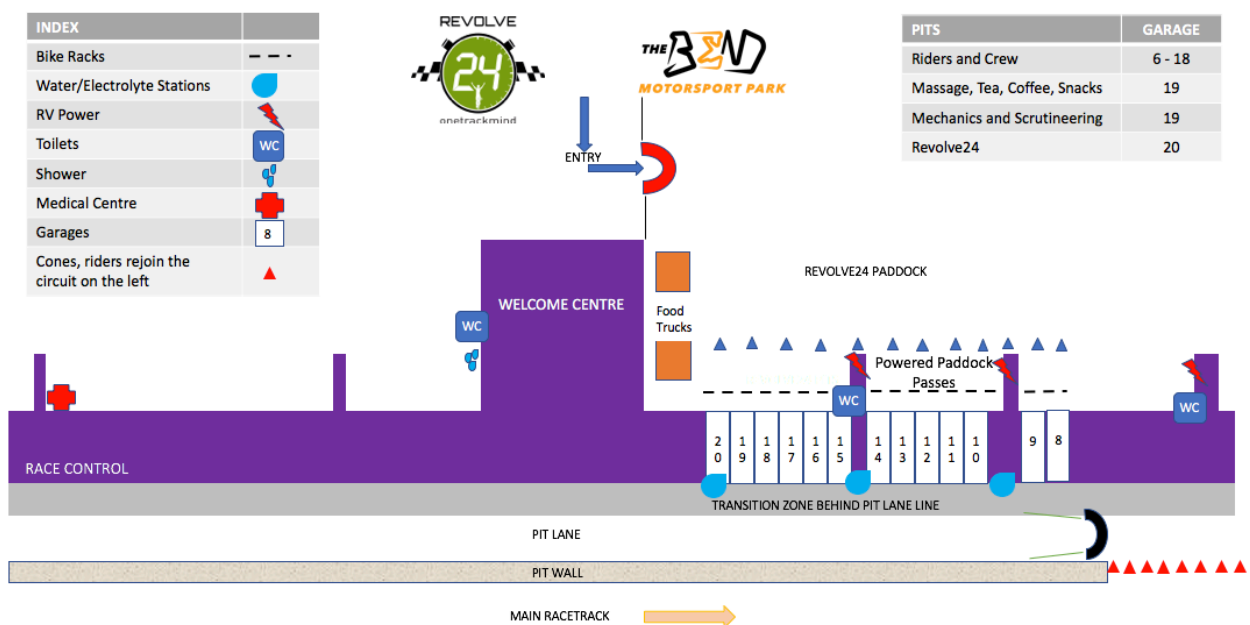 INDEX
Bike Racks
Water/Electrolyte Stations
RV Power
Toilets
WC
Shower
Medical Centre
Garages
8
Cones, riders rejoin the
circuit on the left
REVOLVE
24
onetrackmind
THE BEND
MOTORSPORT PARK
ENTRY
PITS GARAGE
Riders and Crew 6 - 18
Massage, Tea, Coffee, Snacks 19
Mechanics and Scrutineering 19
Revolve24 20
REVOLVE24 PADDOCK
WELCOME CENTRE
Food
Trucks
WC
Powered Paddock
Passes
WC
WC
20 19 18 17 16 15 14 13 12 11 10 9 8
RACE CONTROL
TRANSITION ZONE BEHIND PIT LANE LINE
PIT LANE
PIT WALL
MAIN RACETRACK